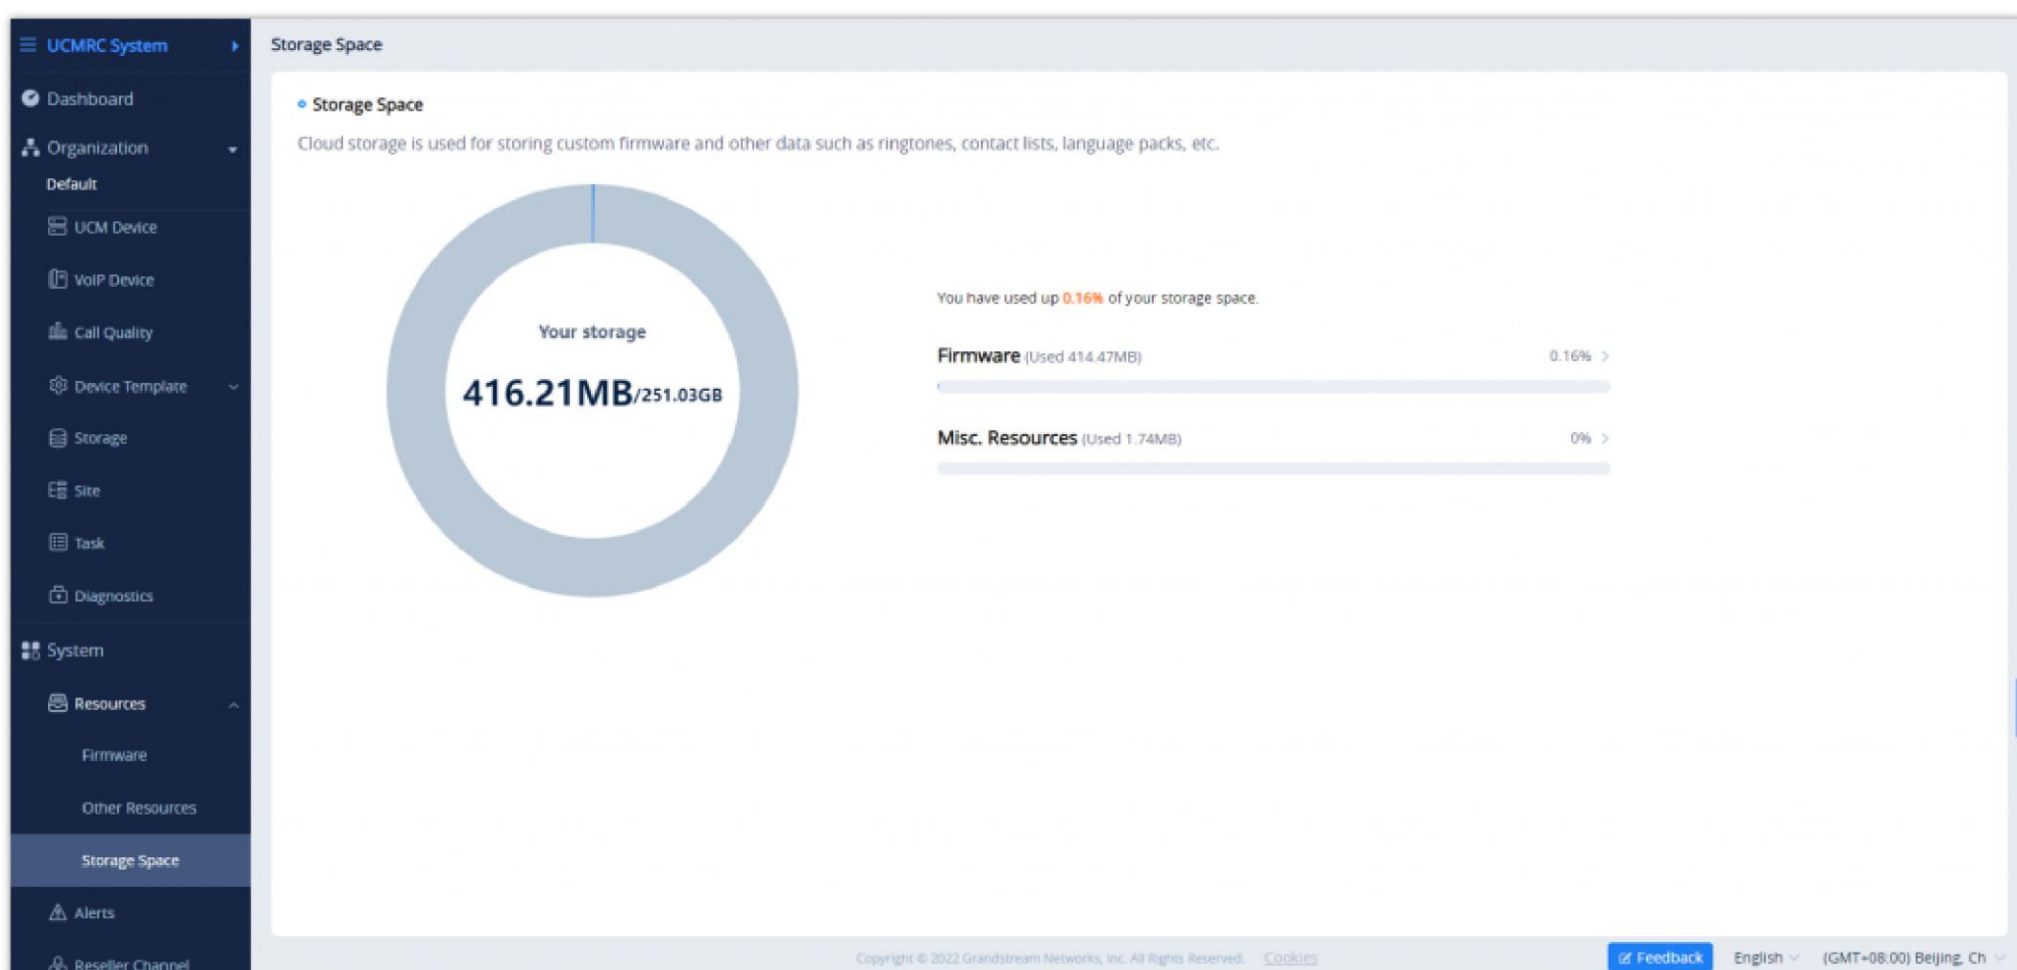 UCMRC System
Dashboard
Organization
Default
UCM Device
VoIP Device
Call Quality
Device Template
Storage
Site
Task
Diagnostics
System
Resources
Firmware
Other Resources
Storage Space
Alerts
Reseller Channel
Storage Space
Storage Space
Cloud storage is used for storing custom firmware and other data such as ringtones, contact lists, language packs, etc.
Your storage
416.21MB/251.03GB
You have used up 0.16% of your storage space.
Firmware (Used 414.47MB) 0.16%
Misc. Resources (Used 1.74MB) 0%
Copyright © 2022 Grandstream Networks, Inc. All Rights Reserved. Cookies
Feedback English (GMT+08:00) Beijing, Ch